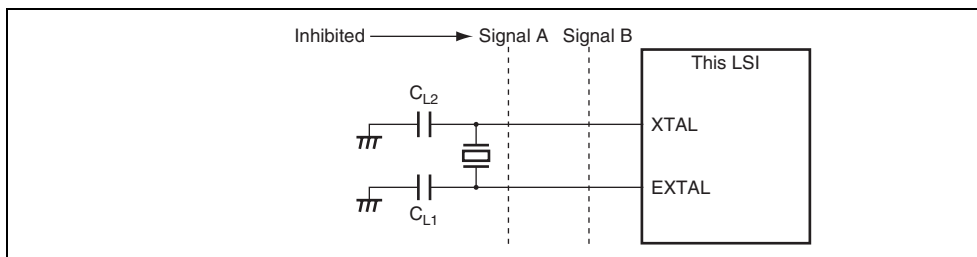 Inhibited Signal A Signal B
This LSI
CL2
XTAL
EXTAL
CL1